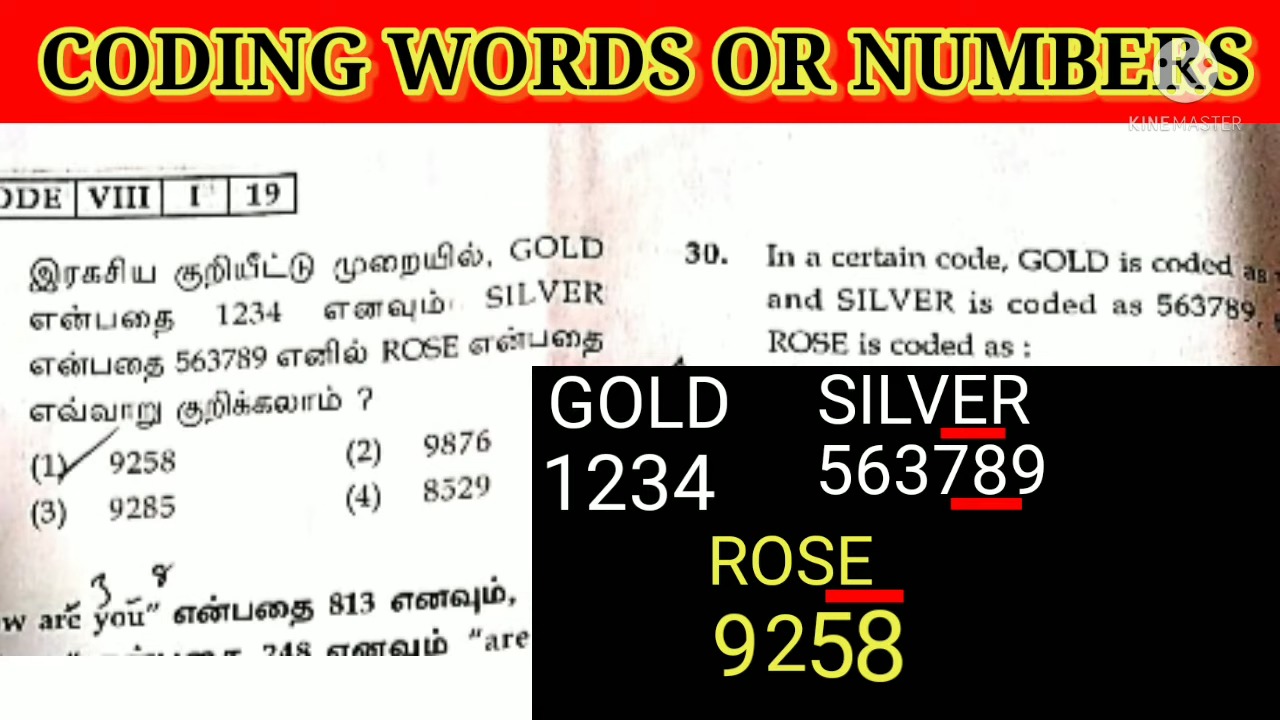 CODING WORDS OR NUMBERS
K
KINEMASTER
ODE VIII I 19
இரகசிய குறியீட்டு முறையில், GOLD
என்பதை 1234 எனவும் SILVER
என்பதை 563789 எனில் ROSE என்பதை
எவ்வாறு குறிக்கலாம் ?
(1) 9258 (2) 9876
(3) 9285 (4) 8529
3 8
w are you” என்பதை 813 எனவும்,
748 எனவும் “are
30. In a certain code, GOLD is coded as
and SILVER is coded as 563789,
ROSE is coded as :
GOLD SILVER
1234 563789
ROSE
9258